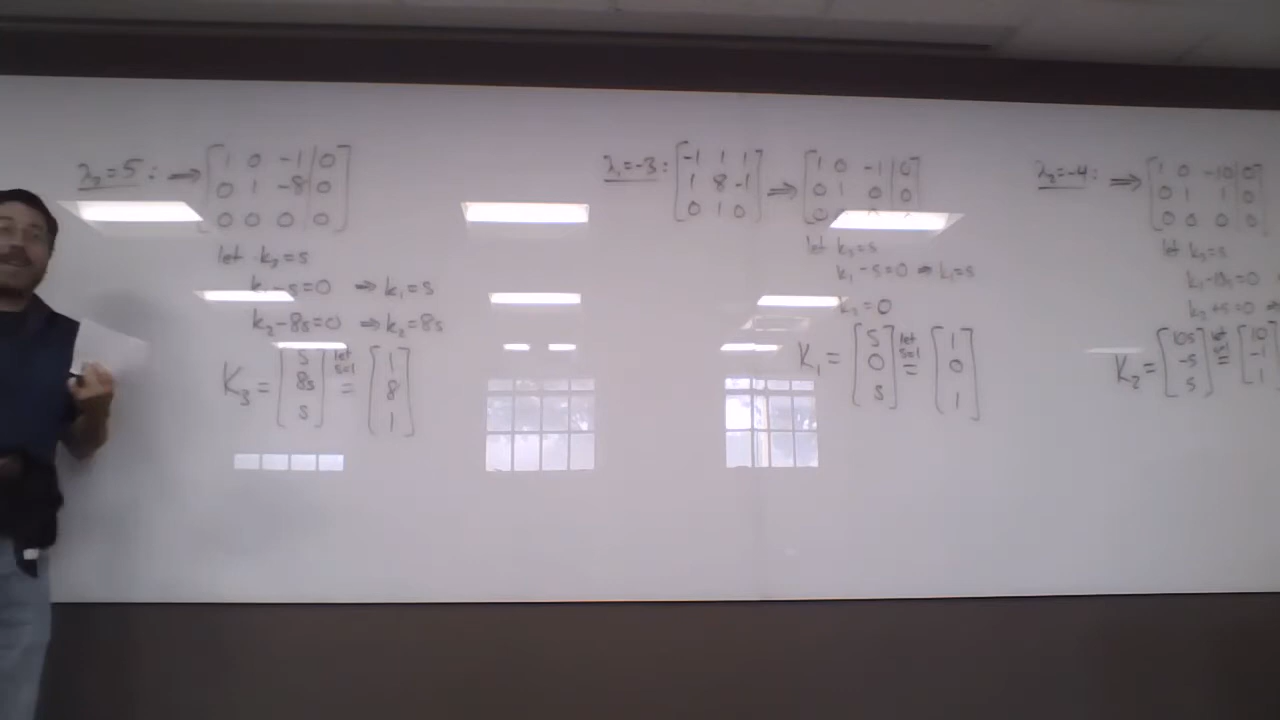 λ₃=5 : ⇒ [1 0 -1 | 0]
[0 1 -8 | 0]
[0 0 0 | 0]
let k₃=s
k₁-s=0 ⇒ k₁=s
k₂-8s=0 ⇒ k₂=8s
K₃ = [s 8s s] let s=1 = [1 8 1]
λ₁=-3 : [-1 1 1] ⇒ [1 0 -1 | 0]
[1 8 -1] [0 1 0 | 0]
[0 1 0] [0
let k₃=s
k₁-s=0 ⇒ k₁=s
k₂=0
K₁ = [s 0 s] let s=1 = [1 0 1]
λ₂=-4 : ⇒ [1 0 -10 | 0]
[0 1 1 | 0]
[0 0 0 | 0]
let k₃=s
k₁-10s=0
k₂+s=0 ⇒
K₂ = [10s -s s] let s=1 = [10 -1 1]